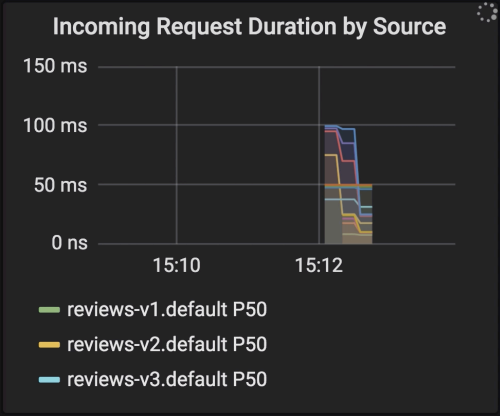 Incoming Request Duration by Source
150 ms
100 ms
50 ms
0 ns
15:10 15:12
reviews-v1.default P50
reviews-v2.default P50
reviews-v3.default P50